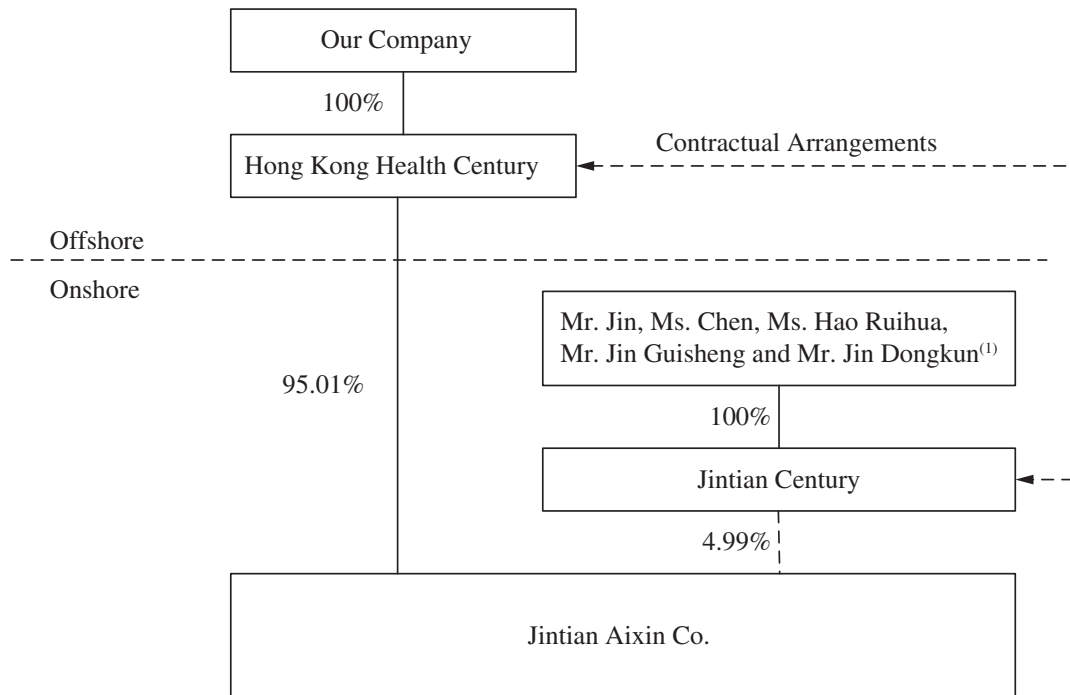 Our Company
100%
Hong Kong Health Century
Contractual Arrangements
Offshore
Onshore
Mr. Jin, Ms. Chen, Ms. Hao Ruihua,
Mr. Jin Guisheng and Mr. Jin Dongkun(1)
95.01%
100%
Jintian Century
4.99%
Jintian Aixin Co.